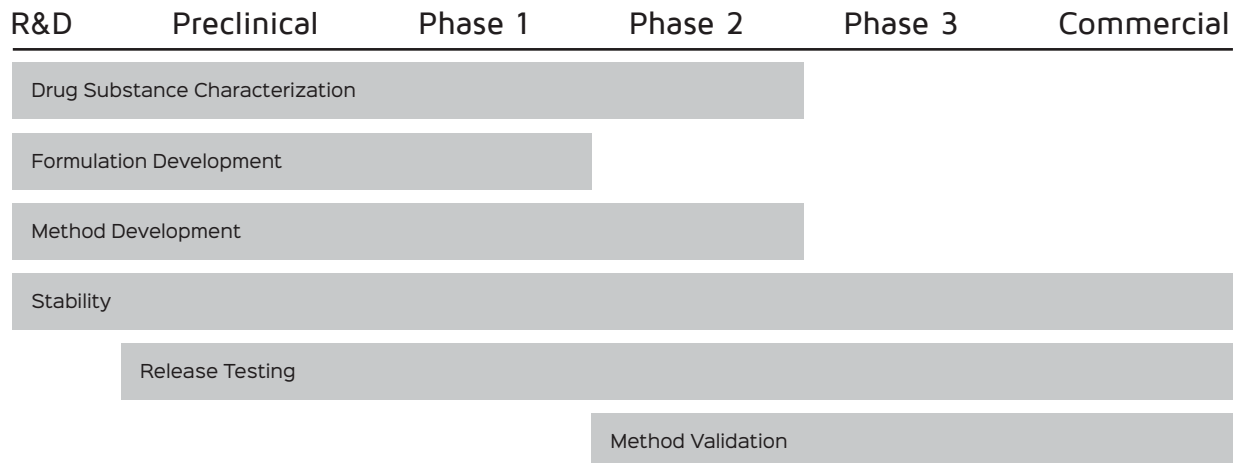 R&D Preclinical Phase 1 Phase 2 Phase 3 Commercial
Drug Substance Characterization
Formulation Development
Method Development
Stability
Release Testing
Method Validation